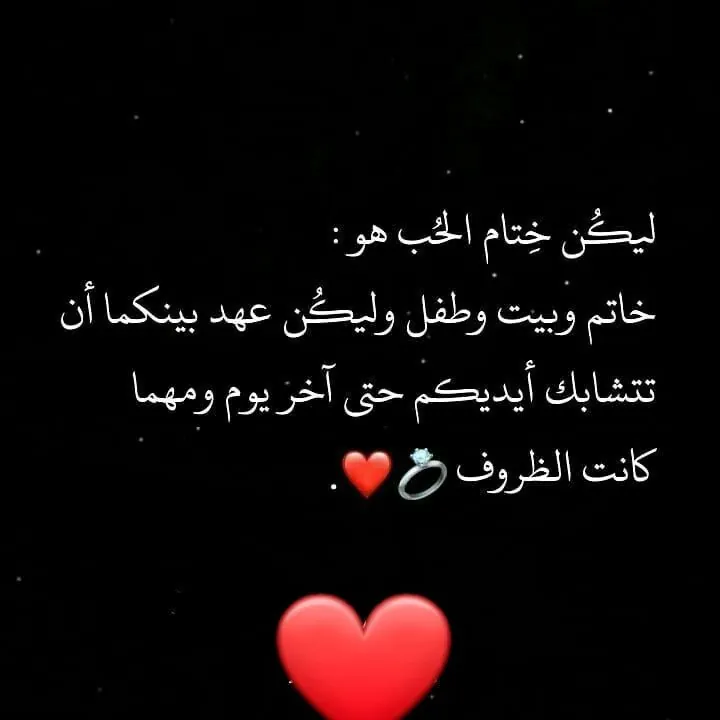 ليكُن خِتام الحُب هو :
خاتم وبيت وطفل وليكُن عهد بينكما أن
تتشابك أيديكم حتى آخر يوم ومهما
كانت الظروف 💍❤️.